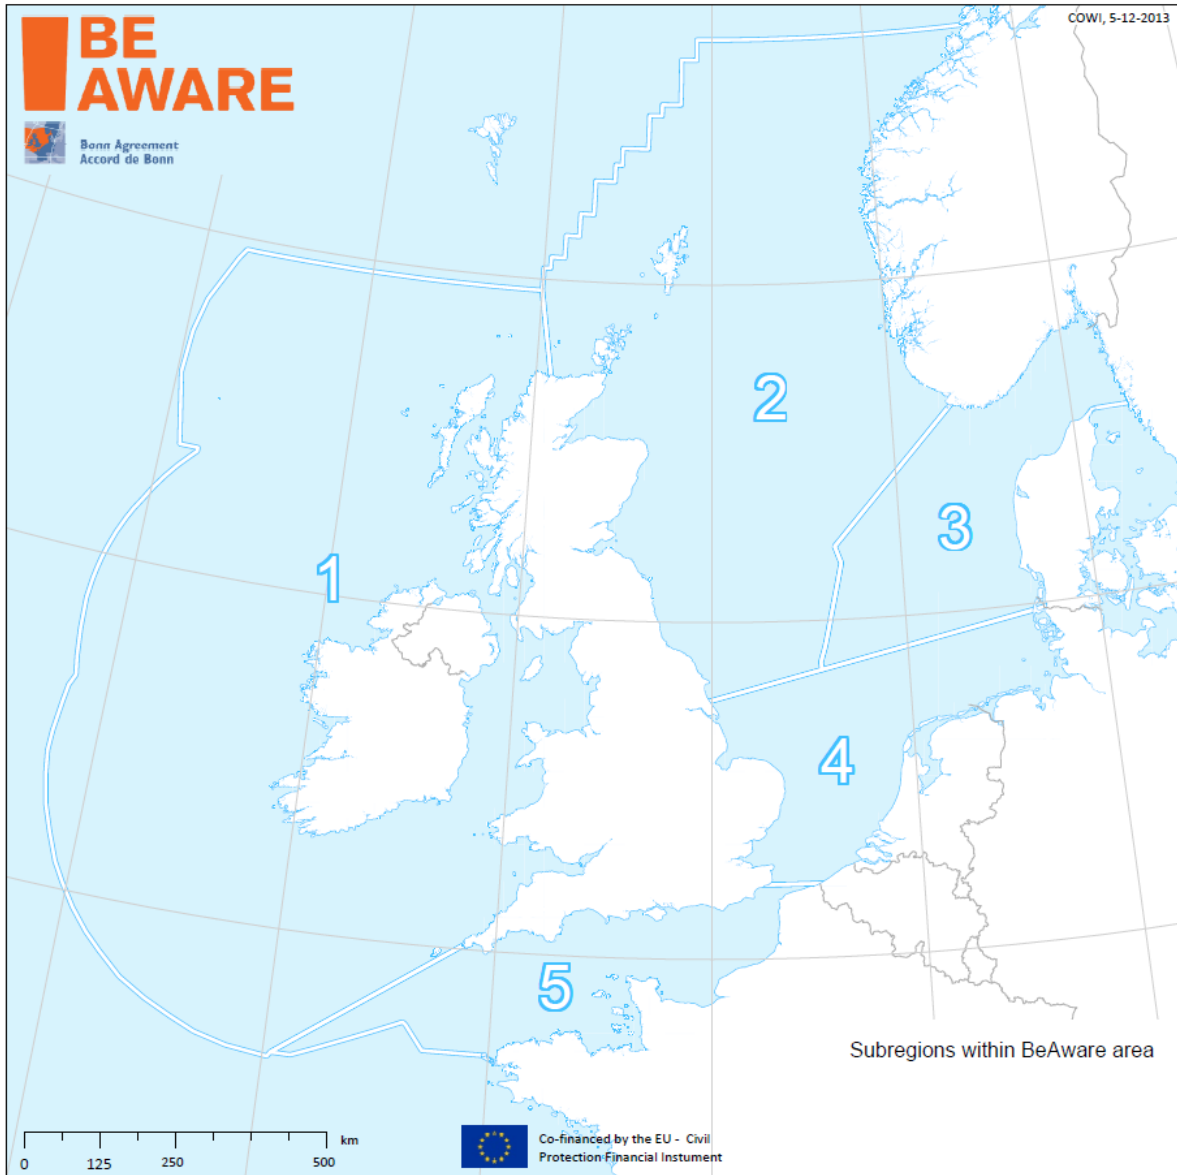 COWI, 5-12-2013
BE
AWARE
Bonn Agreement
Accord de Bonn
1
2
3
4
5
Subregions within BeAware area
0 125 250 500 km
Co-financed by the EU - Civil
Protection Financial Instument